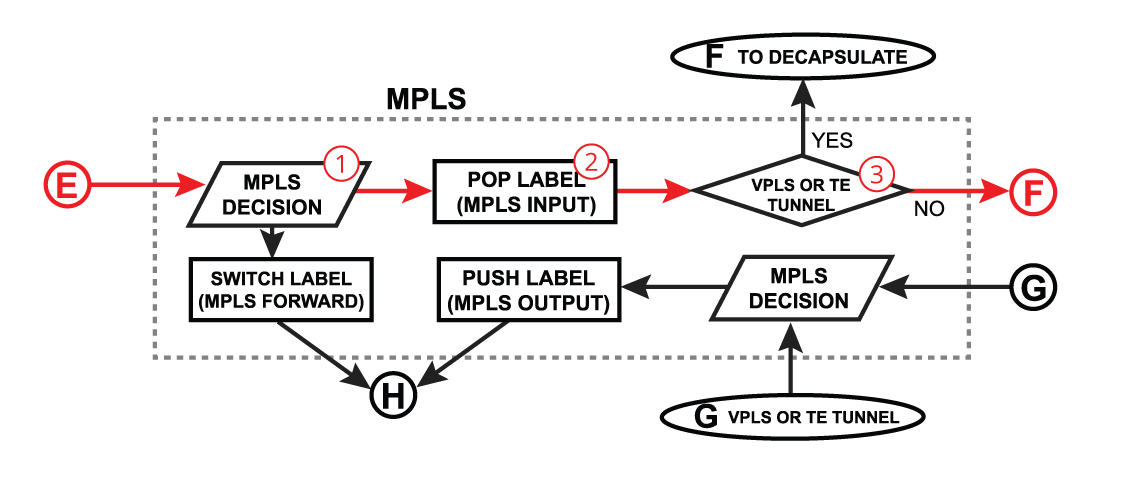 F TO DECAPSULATE
MPLS
YES
E
MPLS
DECISION
1
POP LABEL
(MPLS INPUT)
2
VPLS OR TE
TUNNEL
3
NO
F
SWITCH LABEL
(MPLS FORWARD)
PUSH LABEL
(MPLS OUTPUT)
MPLS
DECISION
G
H
G VPLS OR TE TUNNEL